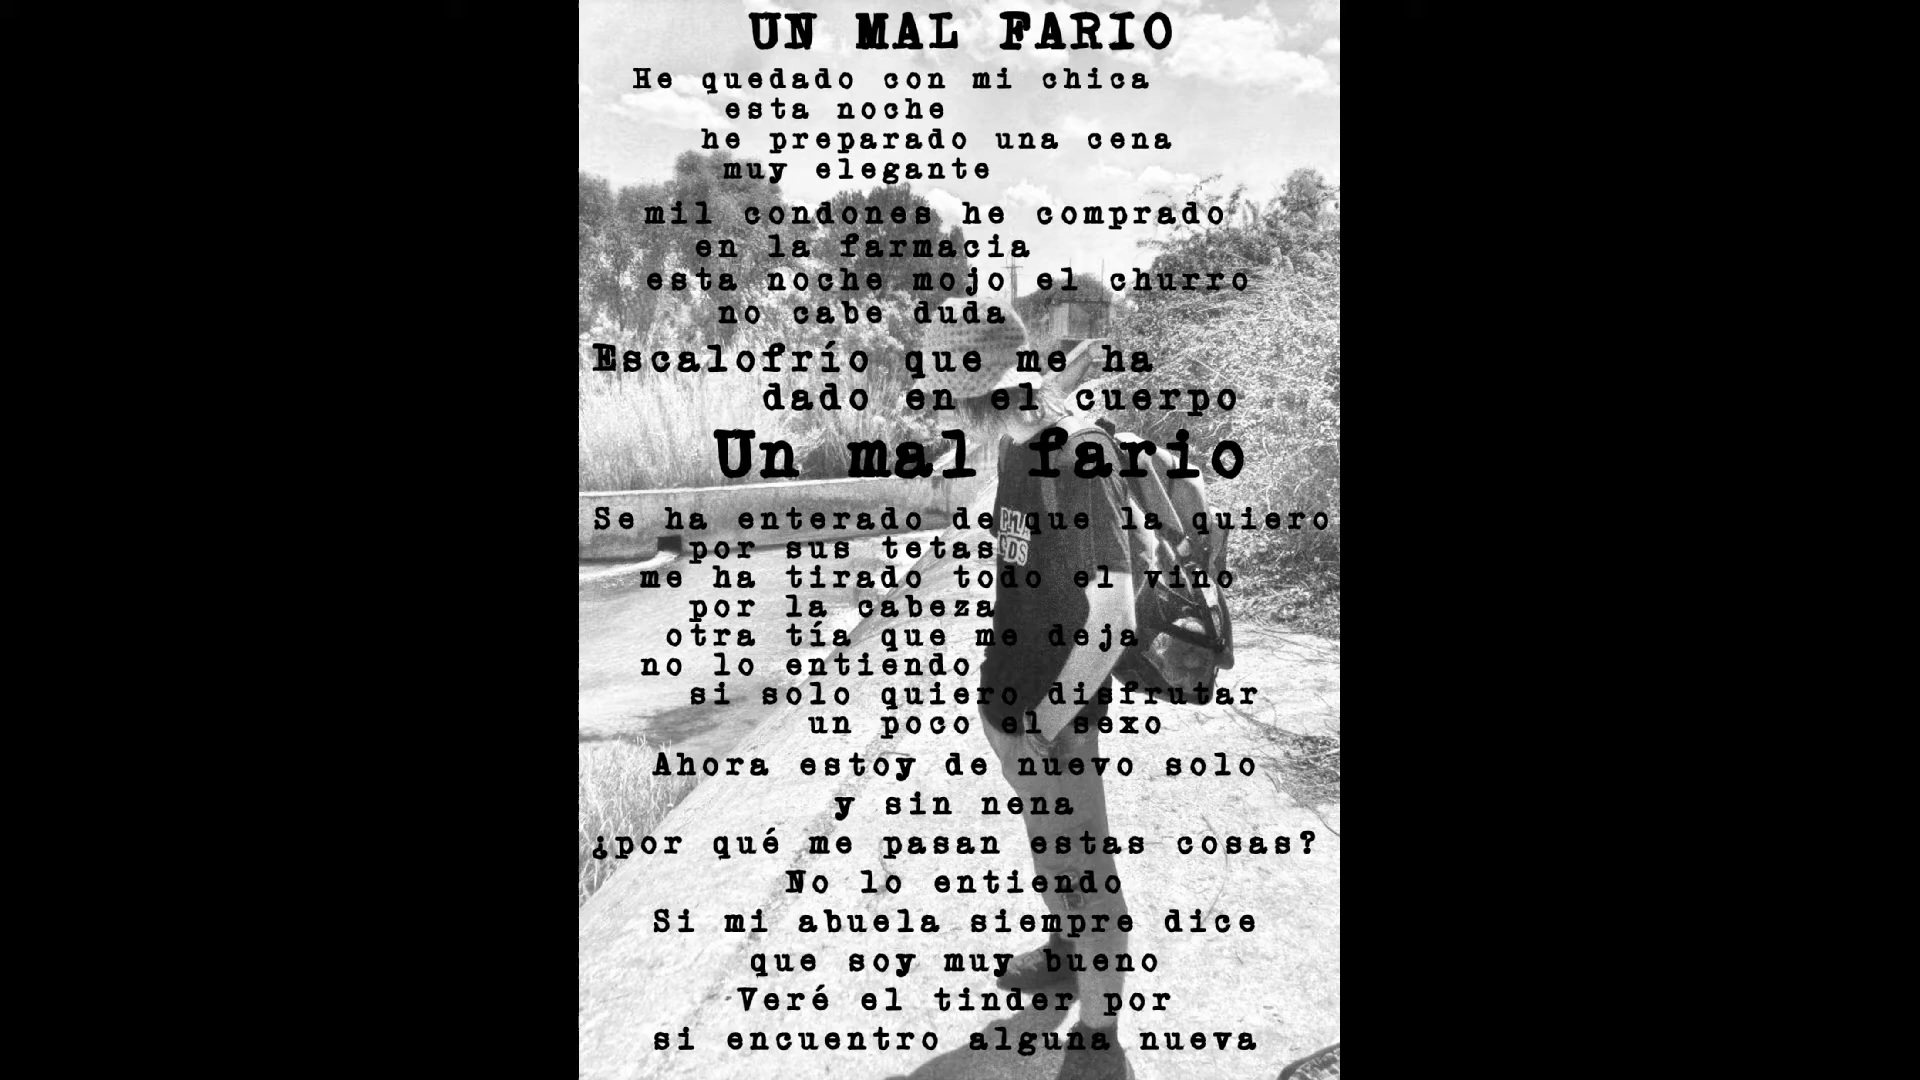 UN MAL FARIO
He quedado con mi chica
esta noche
he preparado una cena
muy elegante
mil condones he comprado
en la farmacia
esta noche mojo el churro
no cabe duda
Escalofrío que me ha
dado en el cuerpo
Un mal fario
Se ha enterado de que la quiero
por sus tetas
me ha tirado todo el vino
por la cabeza
otra tía que me deja
no lo entiendo
si solo quiero disfrutar
un poco el sexo
Ahora estoy de nuevo solo
y sin nena
¿por qué me pasan estas cosas?
No lo entiendo
Si mi abuela siempre dice
que soy muy bueno
Veré el tinder por
si encuentro alguna nueva